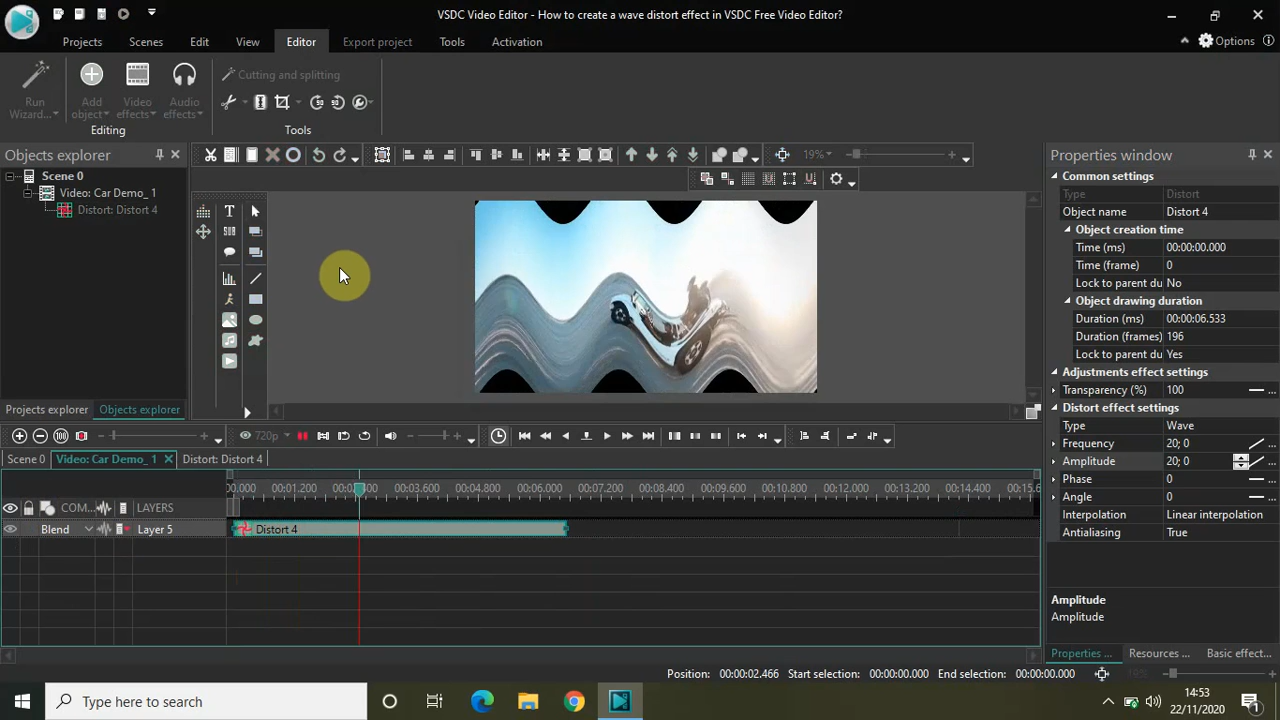 VSDC Video Editor - How to create a wave distort effect in VSDC Free Video Editor?
Projects Scenes Edit View Editor Export project Tools Activation Options
Run Wizard... Add object Video effects Audio effects
Cutting and splitting
Editing Tools
Objects explorer
Scene 0
Video: Car Demo_ 1
Distort: Distort 4
Projects explorer Objects explorer
19%
Properties window
Common settings
Type Distort
Object name Distort 4
Object creation time
Time (ms) 00:00:00.000
Time (frame) 0
Lock to parent du No
Object drawing duration
Duration (ms) 00:00:06.533
Duration (frames) 196
Lock to parent du Yes
Adjustments effect settings
Transparency (%) 100 ...
Distort effect settings
Type Wave
Frequency 20; 0 ...
Amplitude 20; 0 ...
Phase 0 ...
Angle 0 ...
Interpolation Linear interpolation
Antialiasing True
Amplitude
Amplitude
Properties ... Resources ... Basic effect...
720p
Scene 0 Video: Car Demo_ 1 Distort: Distort 4
00:01.200 00:03.600 00:04.800 00:06.000 00:07.200 00:08.400 00:09.600 00:10.800 00:12.000 00:13.200 00:14.400
COM... LAYERS
Blend Layer 5 Distort 4
Position: 00:00:02.466 Start selection: 00:00:00.000 End selection: 00:00:00.000 19%
Type here to search
14:53
22/11/2020
1